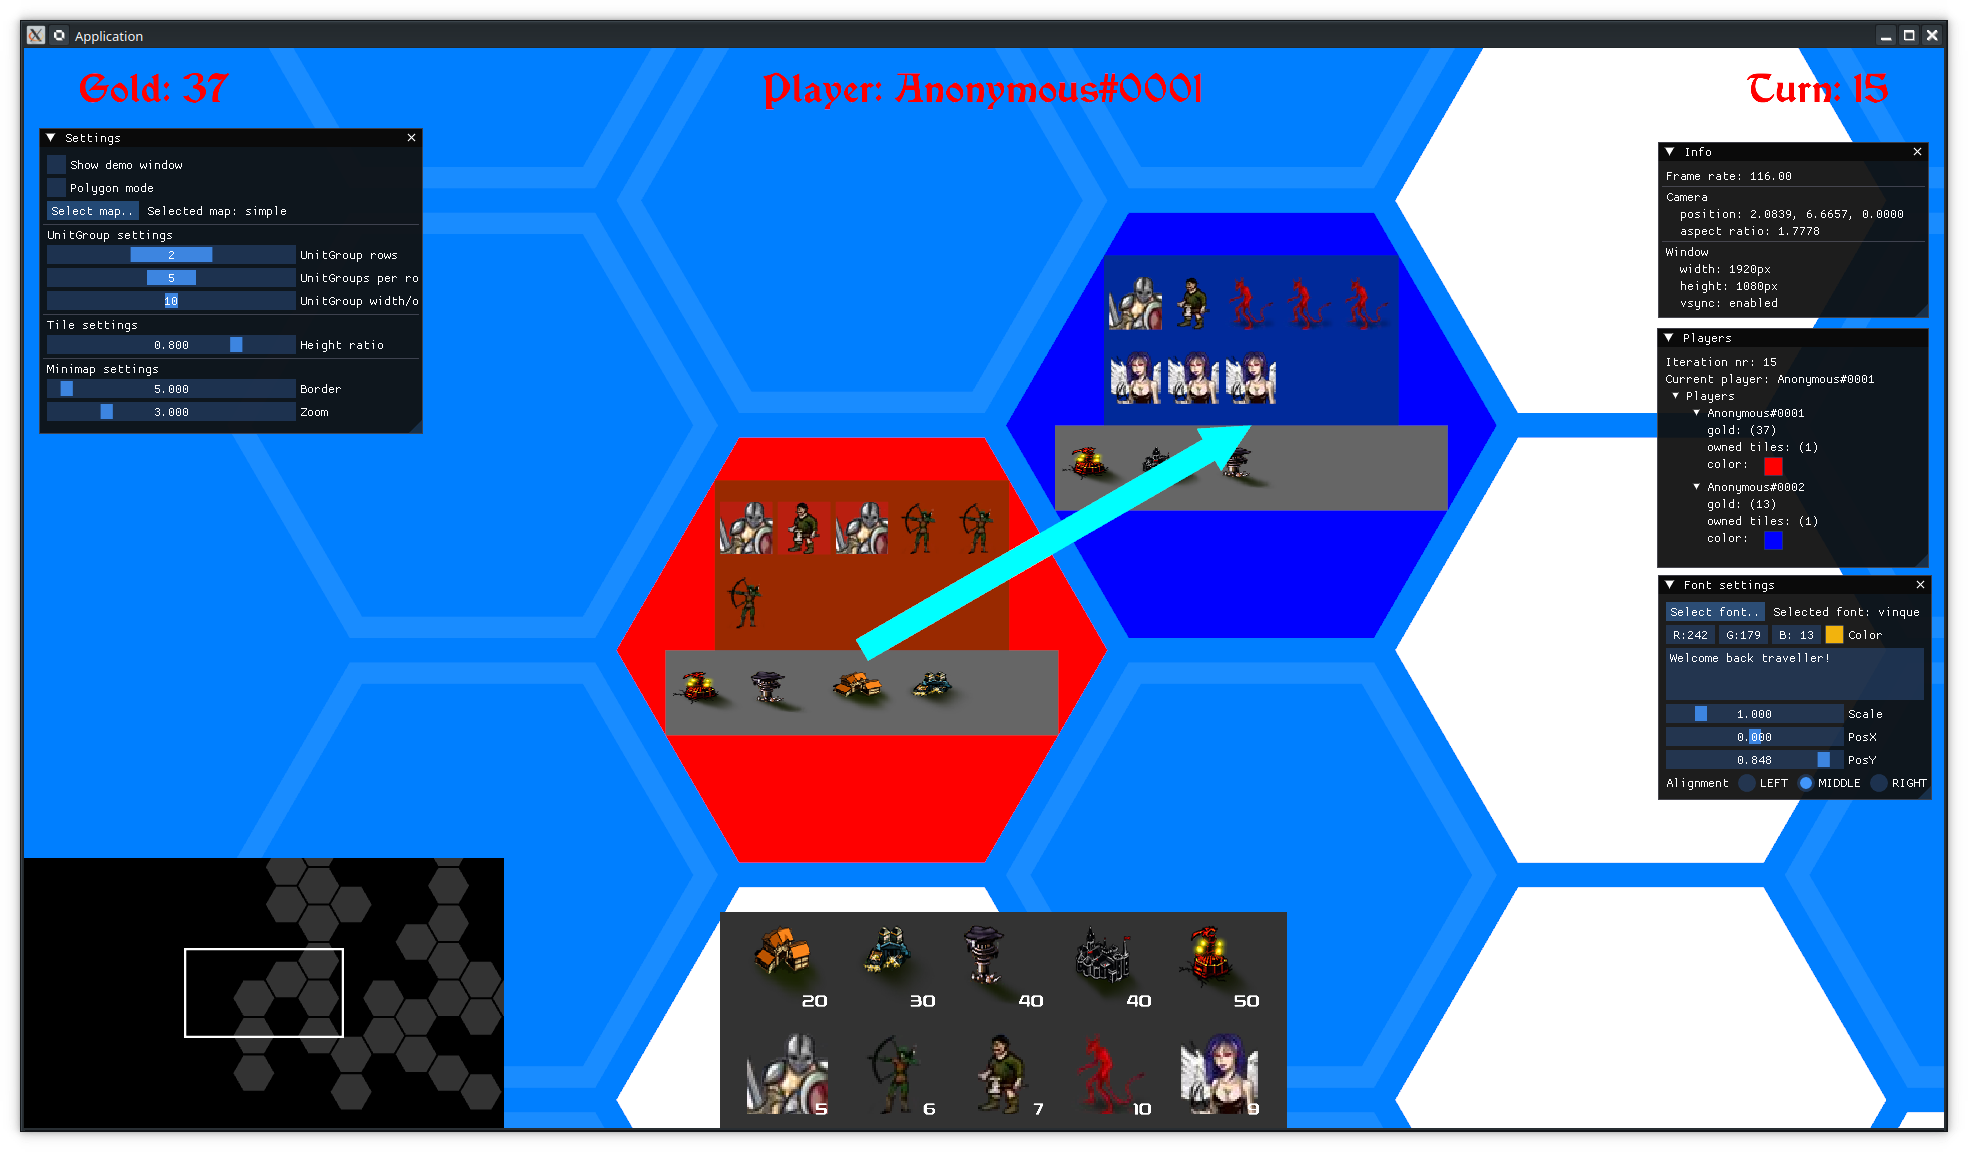 Application
Gold: 37
Player: Anonymous#0001
Turn: 15
Settings
Show demo window
Polygon mode
Select map.. Selected map: simple
UnitGroup settings
2 UnitGroup rows
5 UnitGroups per ro
10 UnitGroup width/o
Tile settings
0.800 Height ratio
Minimap settings
5.000 Border
3.000 Zoom
Info
Frame rate: 116.00
Camera
position: 2.0839, 6.6657, 0.0000
aspect ratio: 1.7778
Window
width: 1920px
height: 1080px
vsync: enabled
Players
Iteration nr: 15
Current player: Anonymous#0001
Players
Anonymous#0001
gold: (37)
owned tiles: (1)
color:
Anonymous#0002
gold: (13)
owned tiles: (1)
color:
Font settings
Select font.. Selected font: vinque
R:242 G:179 B: 13 Color
Welcome back traveller!
1.000 Scale
0.000 PosX
0.848 PosY
Alignment LEFT MIDDLE RIGHT
20 30 40 40 50
5 6 7 10 9